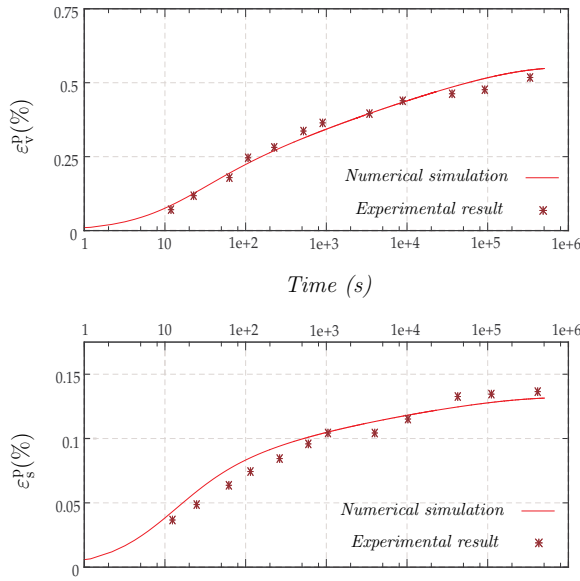 0.75
0.5
0.25
0
εᵖᵥ(%)
Numerical simulation
Experimental result
1 10 1e+2 1e+3 1e+4 1e+5 1e+6
Time (s)
1 10 1e+2 1e+3 1e+4 1e+5 1e+6
0.15
0.1
0.05
0
εᵖₛ(%)
Numerical simulation
Experimental result